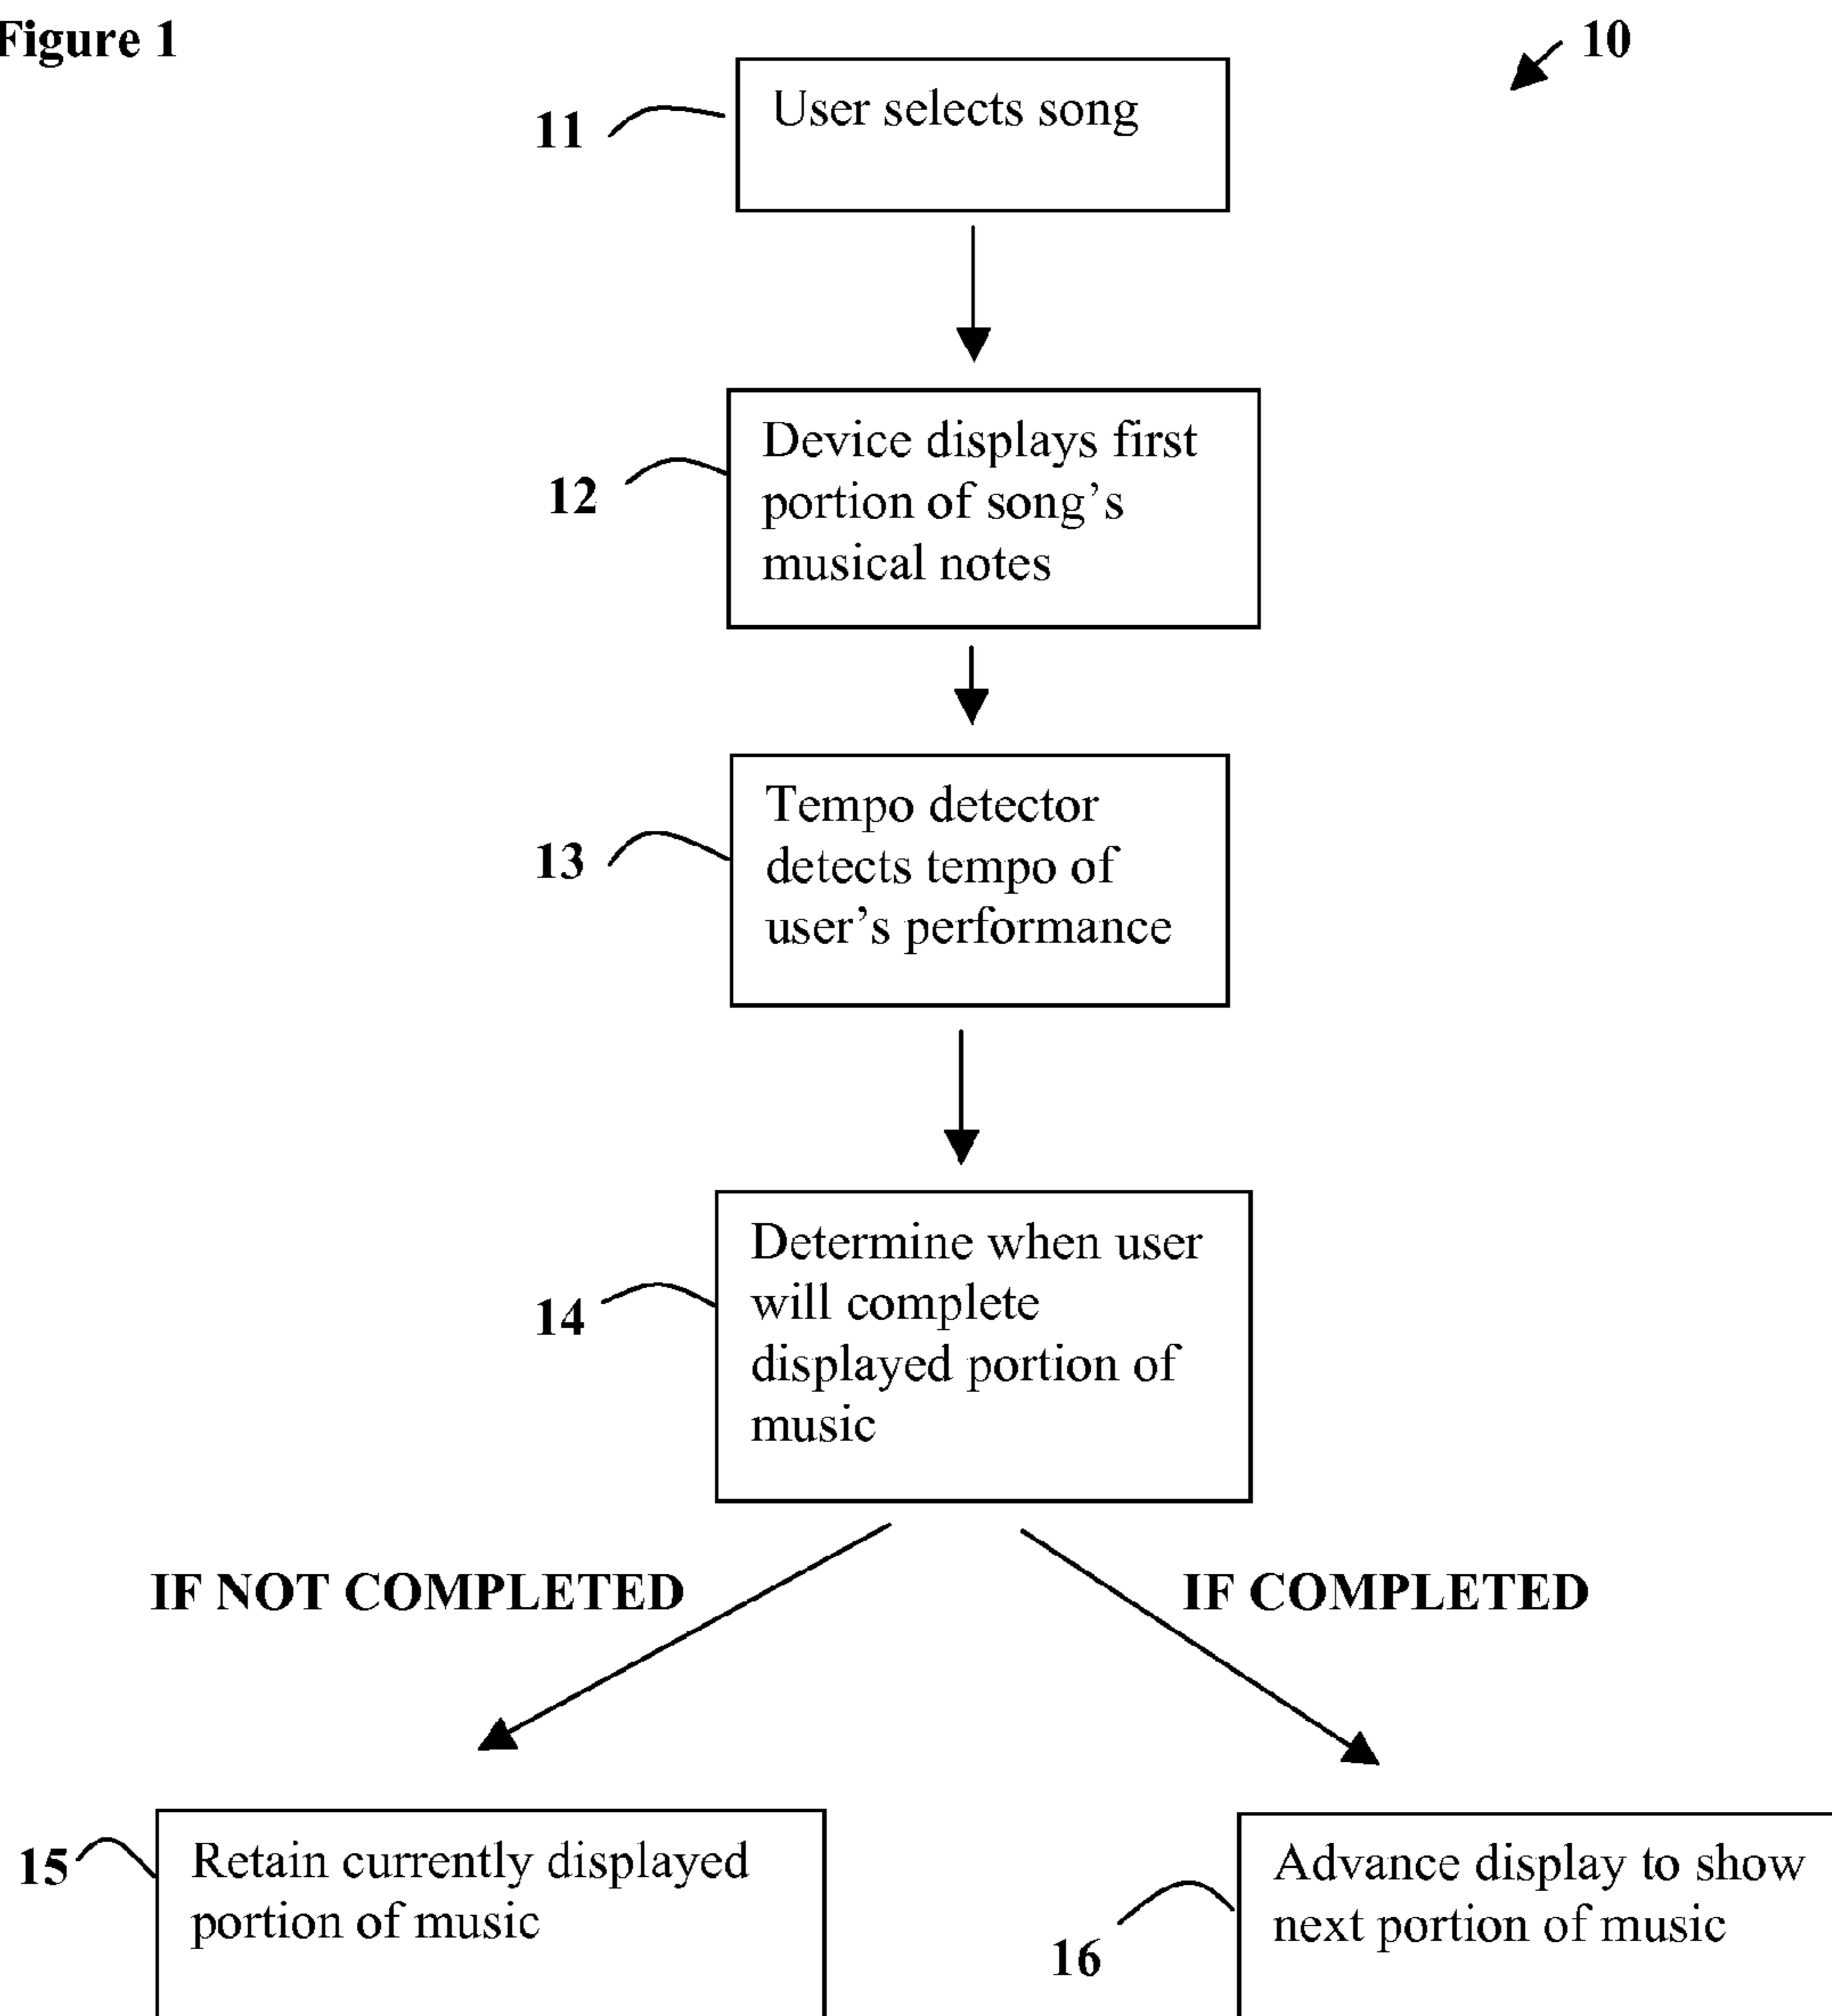 Figure 1
10
11
User selects song
12
Device displays first
portion of song’s
musical notes
13
Tempo detector
detects tempo of
user’s performance
14
Determine when user
will complete
displayed portion of
music
IF NOT COMPLETED
IF COMPLETED
15
Retain currently displayed
portion of music
16
Advance display to show
next portion of music